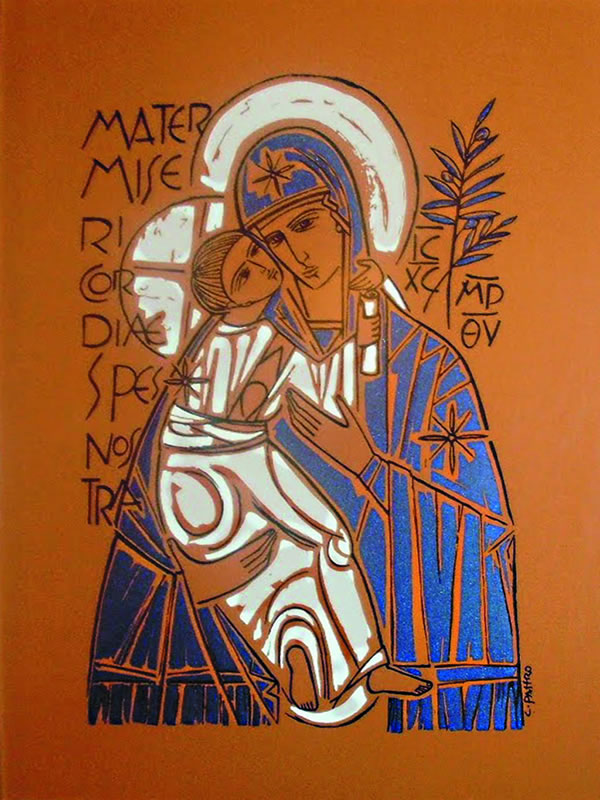 MATER
MISE
RI
COR
DIAE
SPES
NOS
TRA
IC
XC
MP
ΘV